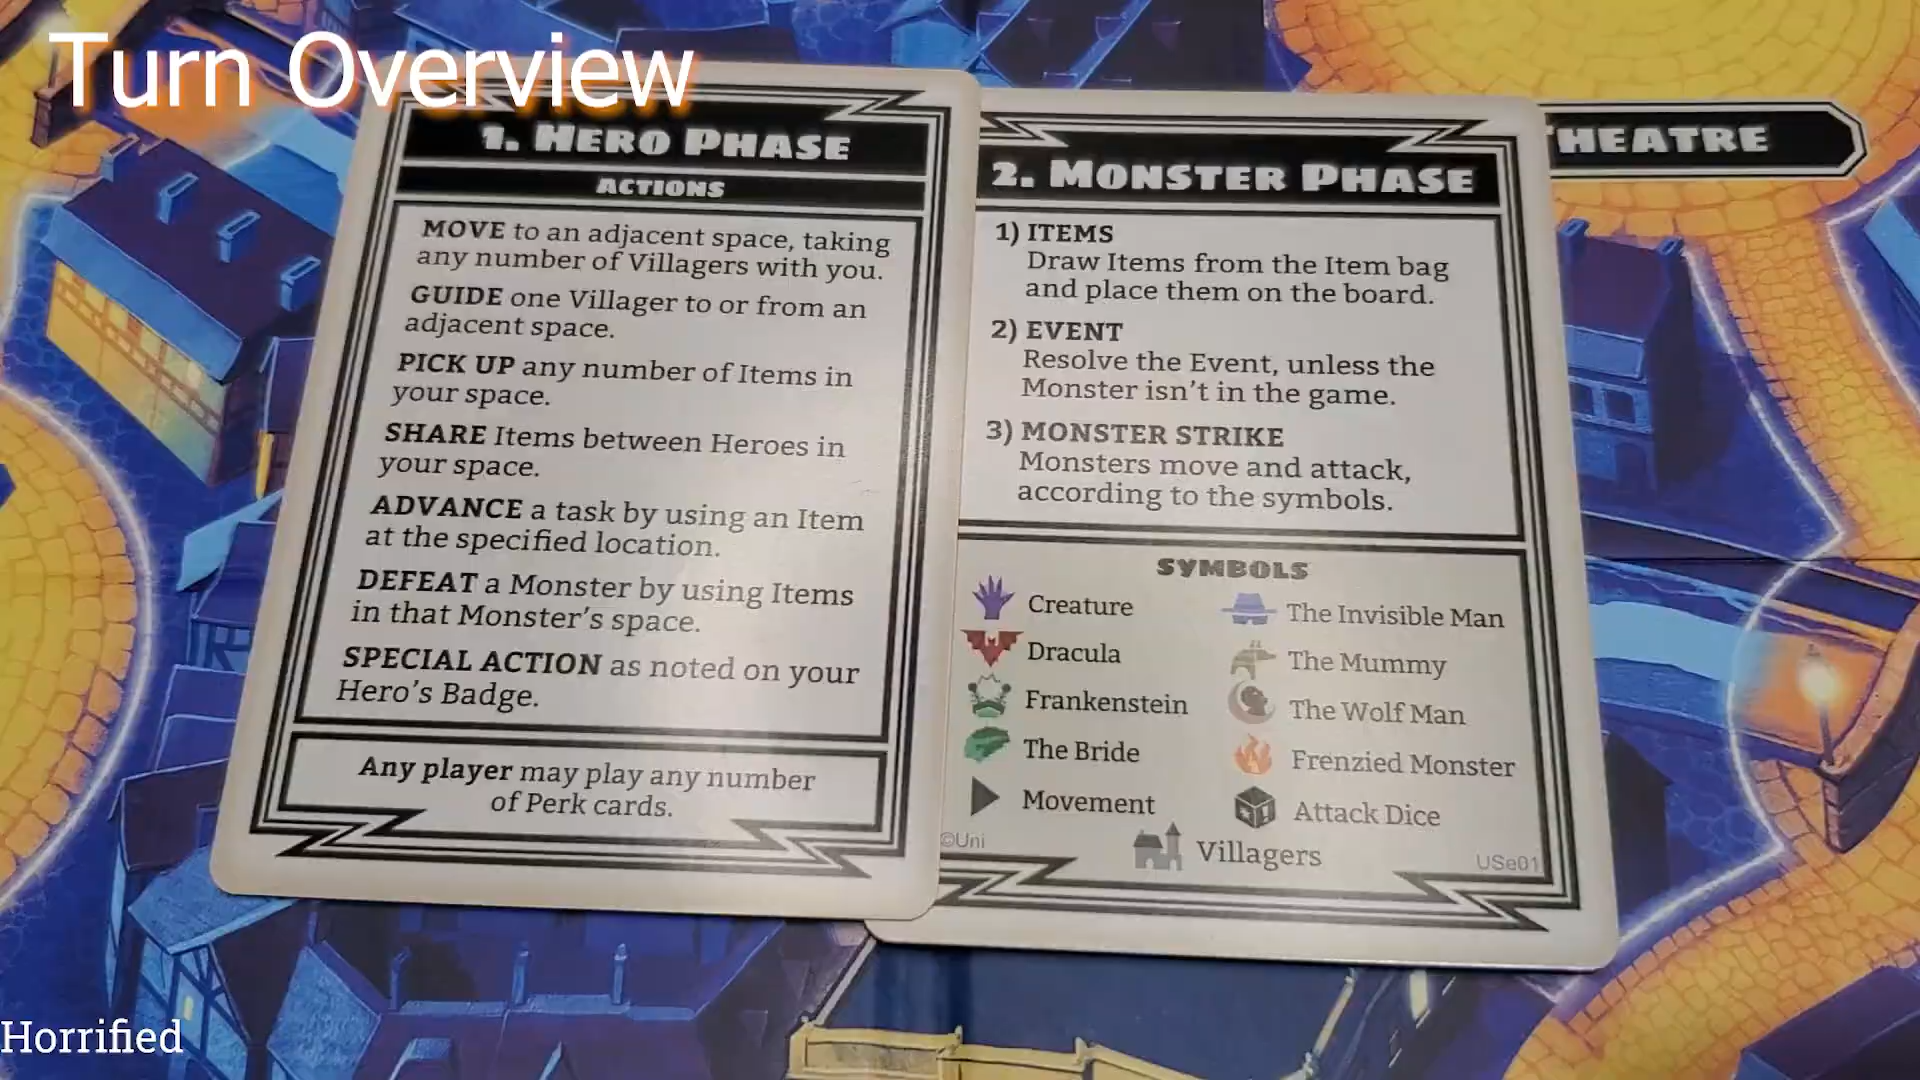 Turn Overview
1. HERO PHASE
ACTIONS
MOVE to an adjacent space, taking
any number of Villagers with you.
GUIDE one Villager to or from an
adjacent space.
PICK UP any number of Items in
your space.
SHARE Items between Heroes in
your space.
ADVANCE a task by using an Item
at the specified location.
DEFEAT a Monster by using Items
in that Monster's space.
SPECIAL ACTION as noted on your
Hero's Badge.
Any player may play any number
of Perk cards.
2. MONSTER PHASE
1) ITEMS
Draw Items from the Item bag
and place them on the board.
2) EVENT
Resolve the Event, unless the
Monster isn't in the game.
3) MONSTER STRIKE
Monsters move and attack,
according to the symbols.
SYMBOLS
Creature
Dracula
Frankenstein
The Bride
Movement
The Invisible Man
The Mummy
The Wolf Man
Frenzied Monster
Attack Dice
Villagers
©Uni
USe01
HEATRE
Horrified